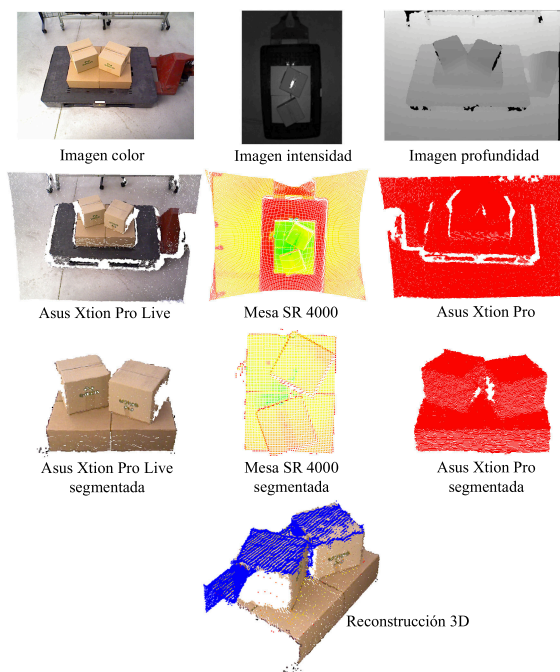 Imagen color
Imagen intensidad
Imagen profundidad
Asus Xtion Pro Live
Mesa SR 4000
Asus Xtion Pro
Asus Xtion Pro Live
segmentada
Mesa SR 4000
segmentada
Asus Xtion Pro
segmentada
Reconstrucción 3D